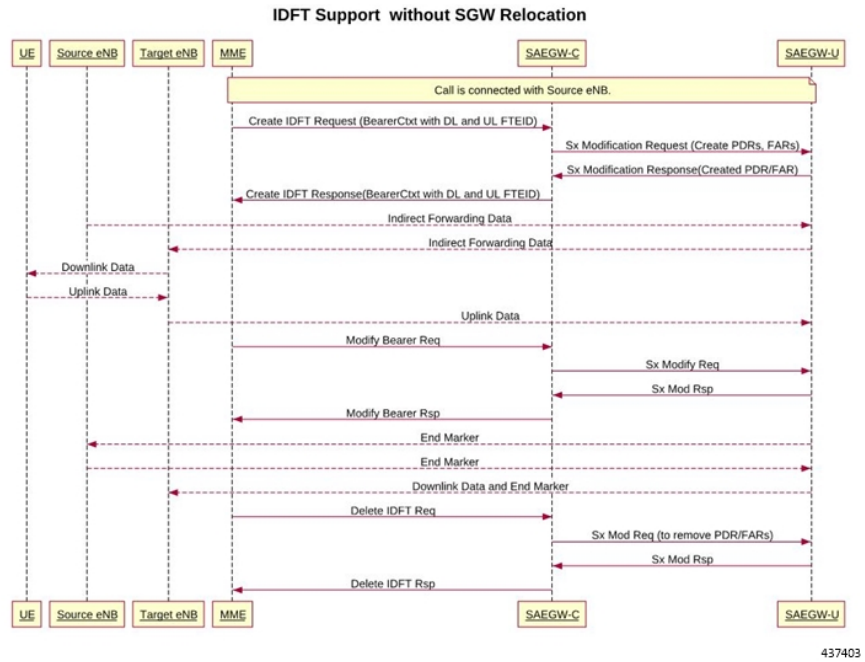 IDFT Support without SGW Relocation
UE Source eNB Target eNB MME SAEGW-C SAEGW-U
Call is connected with Source eNB.
Create IDFT Request (BearerCtxt with DL and UL FTEID)
Sx Modification Request (Create PDRs, FARs)
Sx Modification Response(Created PDR/FAR)
Create IDFT Response(BearerCtxt with DL and UL FTEID)
Indirect Forwarding Data
Indirect Forwarding Data
Downlink Data
Uplink Data
Uplink Data
Modify Bearer Req
Sx Modify Req
Sx Mod Rsp
Modify Bearer Rsp
End Marker
End Marker
Downlink Data and End Marker
Delete IDFT Req
Sx Mod Req (to remove PDR/FARs)
Sx Mod Rsp
Delete IDFT Rsp
UE Source eNB Target eNB MME SAEGW-C SAEGW-U
437403